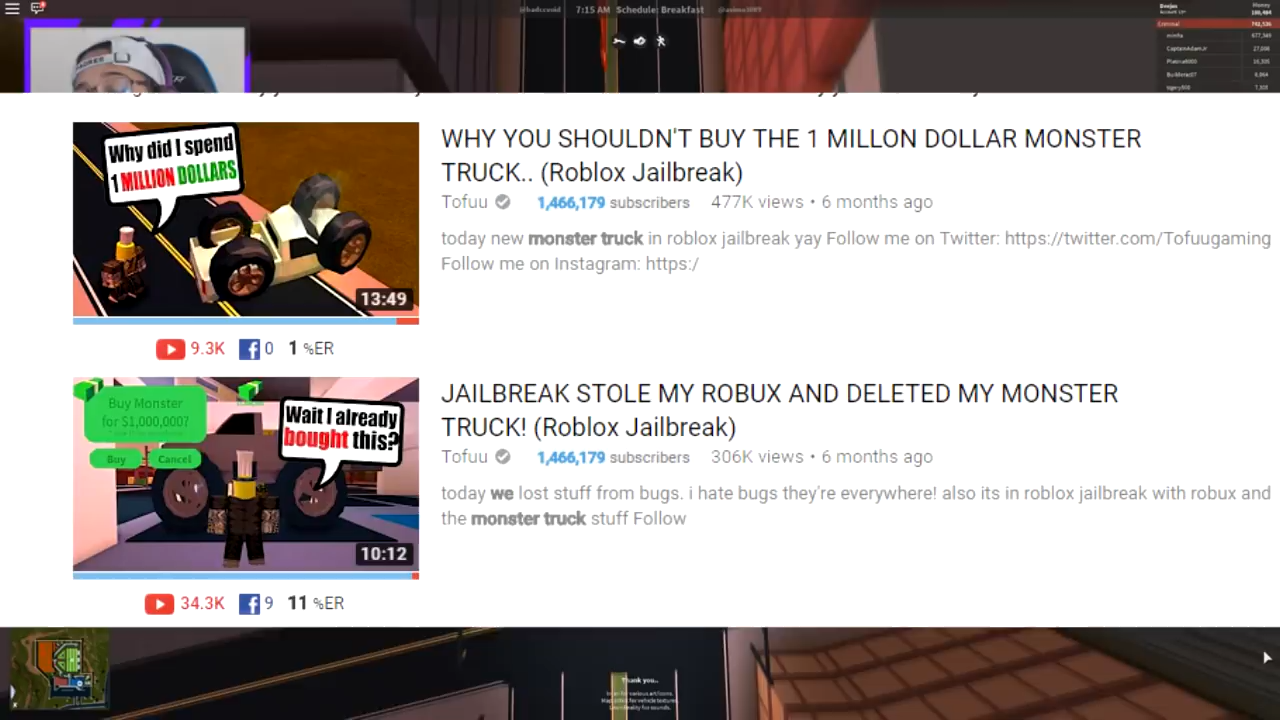 @badccvoid 7:15 AM Schedule: Breakfast @asimo3089
Money
Criminal
WHY YOU SHOULDN'T BUY THE 1 MILLON DOLLAR MONSTER
TRUCK.. (Roblox Jailbreak)
Tofuu 1,466,179 subscribers 477K views • 6 months ago
today new monster truck in roblox jailbreak yay Follow me on Twitter: https://twitter.com/Tofuugaming
Follow me on Instagram: https:/
Why did I spend
1 MILLION DOLLARS
13:49
9.3K 0 1 %ER
JAILBREAK STOLE MY ROBUX AND DELETED MY MONSTER
TRUCK! (Roblox Jailbreak)
Tofuu 1,466,179 subscribers 306K views • 6 months ago
today we lost stuff from bugs. i hate bugs they're everywhere! also its in roblox jailbreak with robux and
the monster truck stuff Follow
Buy Monster
for $1,000,000?
Buy Cancel
Wait I already
bought this?
10:12
34.3K 9 11 %ER
Thank you..